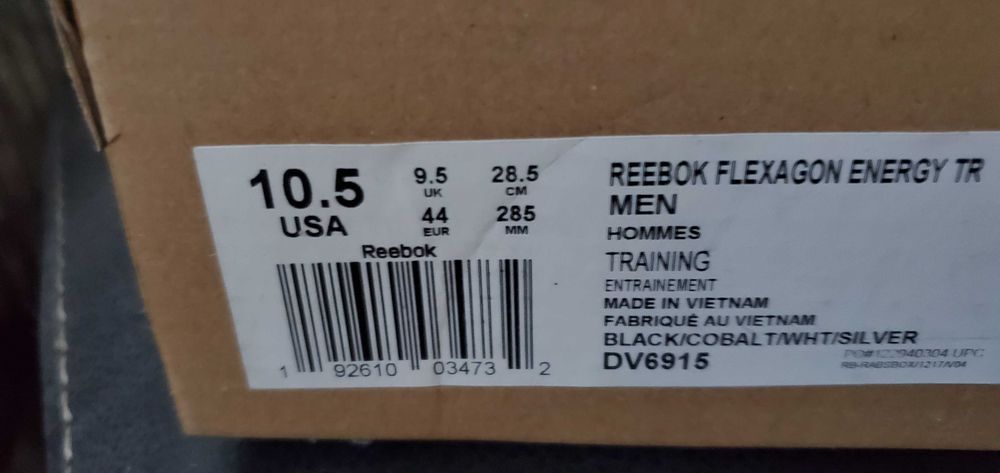 10.5
USA
9.5
UK
28.5
CM
44
EUR
285
MM
Reebok
1 92610 03473 2
REEBOK FLEXAGON ENERGY TR
MEN
HOMMES
TRAINING
ENTRAINEMENT
MADE IN VIETNAM
FABRIQUÉ AU VIETNAM
BLACK/COBALT/WHT/SILVER
DV6915
UPC